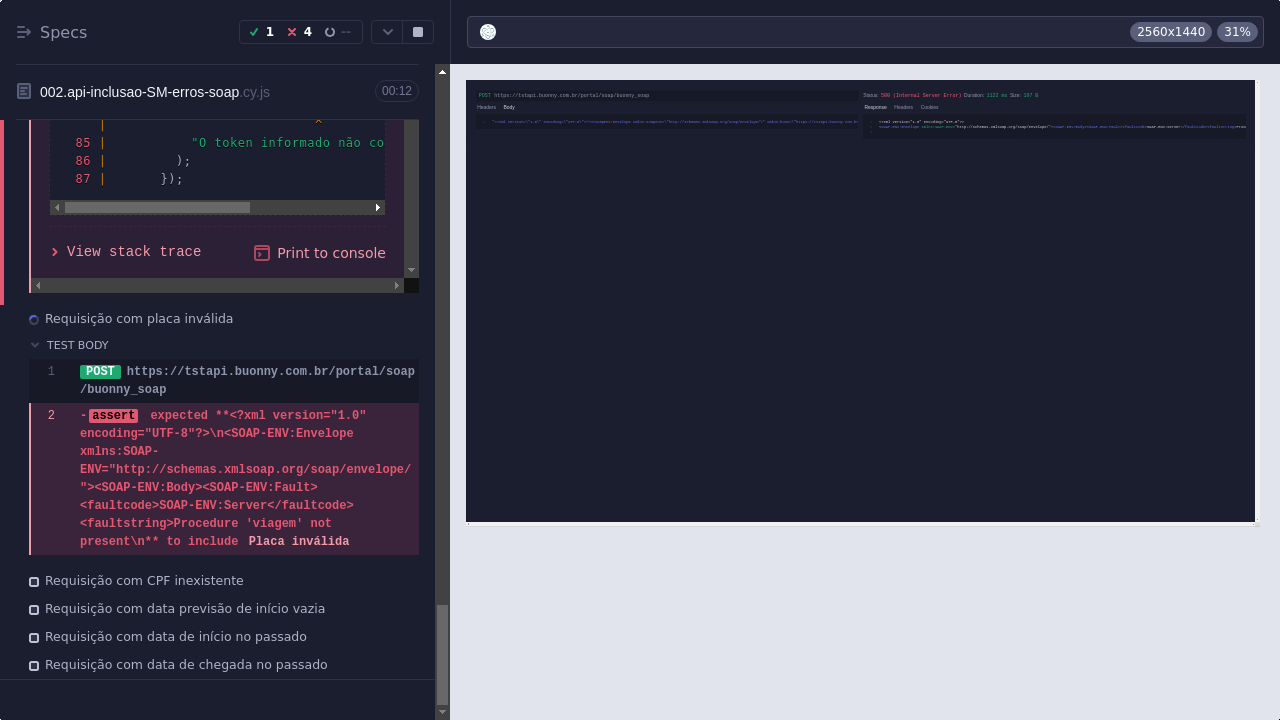 Specs
1 4 --
2560x1440 31%
002.api-inclusao-SM-erros-soap.cy.js 00:12
| ^
85 | "O token informado não co
86 | );
87 | });
View stack trace Print to console
Requisição com placa inválida
TEST BODY
1 POST https://tstapi.buonny.com.br/portal/soap
/buonny_soap
2 -assert expected **<?xml version="1.0"
encoding="UTF-8"?>\n<SOAP-ENV:Envelope
xmlns:SOAP-
ENV="http://schemas.xmlsoap.org/soap/envelope/
"><SOAP-ENV:Body><SOAP-ENV:Fault>
<faultcode>SOAP-ENV:Server</faultcode>
<faultstring>Procedure 'viagem' not
present\n** to include Placa inválida
Requisição com CPF inexistente
Requisição com data previsão de início vazia
Requisição com data de início no passado
Requisição com data de chegada no passado
POST https://tstapi.buonny.com.br/portal/soap/buonny_soap
Headers Body
Status: 500 (Internal Server Error) Duration: 1122 ms Size: 197 B
Response Headers Cookies